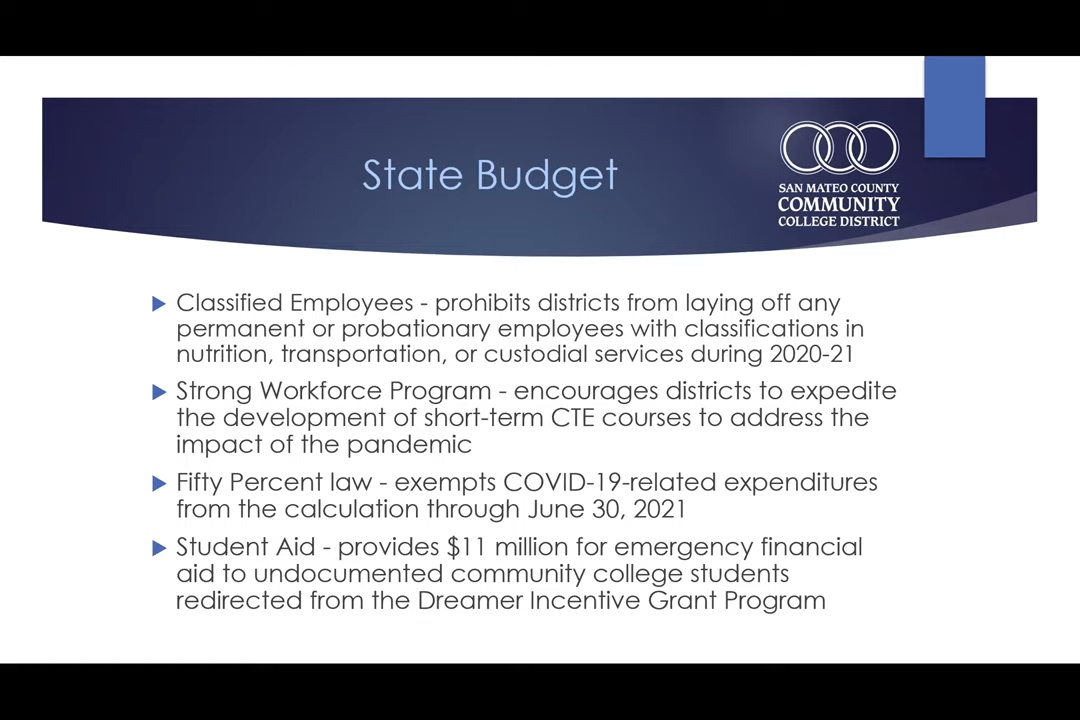 State Budget
SAN MATEO COUNTY
COMMUNITY
COLLEGE DISTRICT
Classified Employees - prohibits districts from laying off any
permanent or probationary employees with classifications in
nutrition, transportation, or custodial services during 2020-21
Strong Workforce Program - encourages districts to expedite
the development of short-term CTE courses to address the
impact of the pandemic
Fifty Percent law - exempts COVID-19-related expenditures
from the calculation through June 30, 2021
Student Aid - provides $11 million for emergency financial
aid to undocumented community college students
redirected from the Dreamer Incentive Grant Program